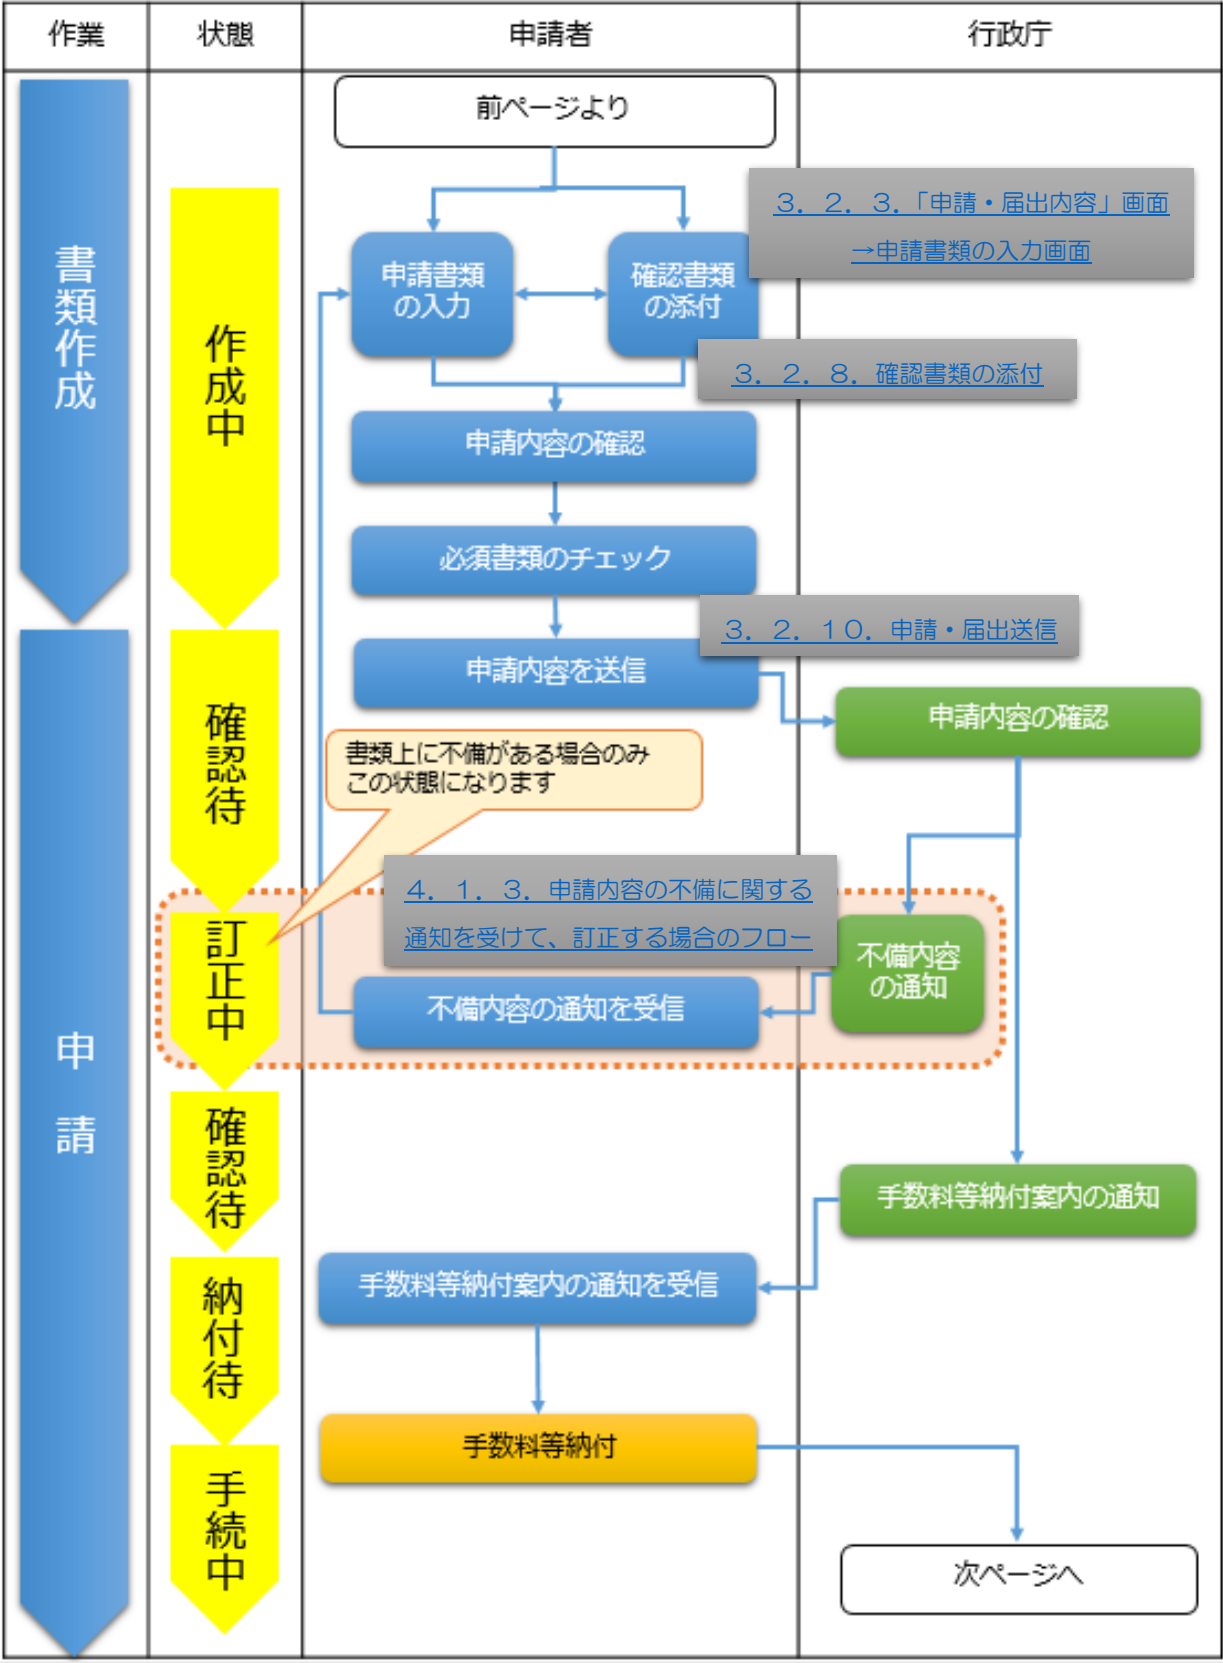 作業
状態
申請者
行政庁
前ページより
3．2．3．「申請・届出内容」画面
→申請書類の入力画面
書類作成
作成中
申請書類
の入力
確認書類
の添付
3．2．8．確認書類の添付
申請内容の確認
必須書類のチェック
3．2．10．申請・届出送信
申請内容を送信
申請内容の確認
確認待
書類上に不備がある場合のみ
この状態になります
4．1．3．申請内容の不備に関する
通知を受けて、訂正する場合のフロー
訂正中
不備内容
の通知
不備内容の通知を受信
申　請
確認待
手数料等納付案内の通知
手数料等納付案内の通知を受信
納付待
手数料等納付
手続中
次ページへ